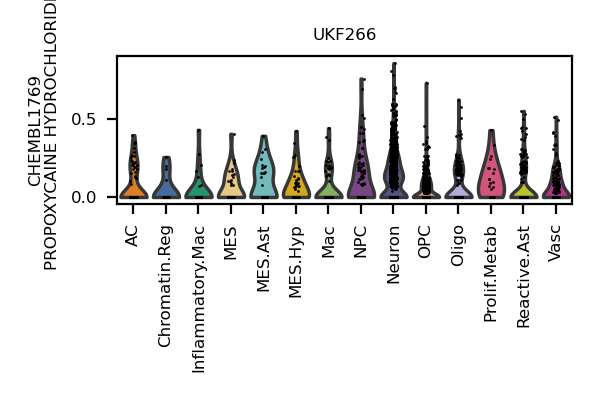 UKF266
CHEMBL1769
PROPOXYCAINE HYDROCHLORIDE
0.5
0.0
AC
Chromatin.Reg
Inflammatory.Mac
MES
MES.Ast
MES.Hyp
Mac
NPC
Neuron
OPC
Oligo
Prolif.Metab
Reactive.Ast
Vasc